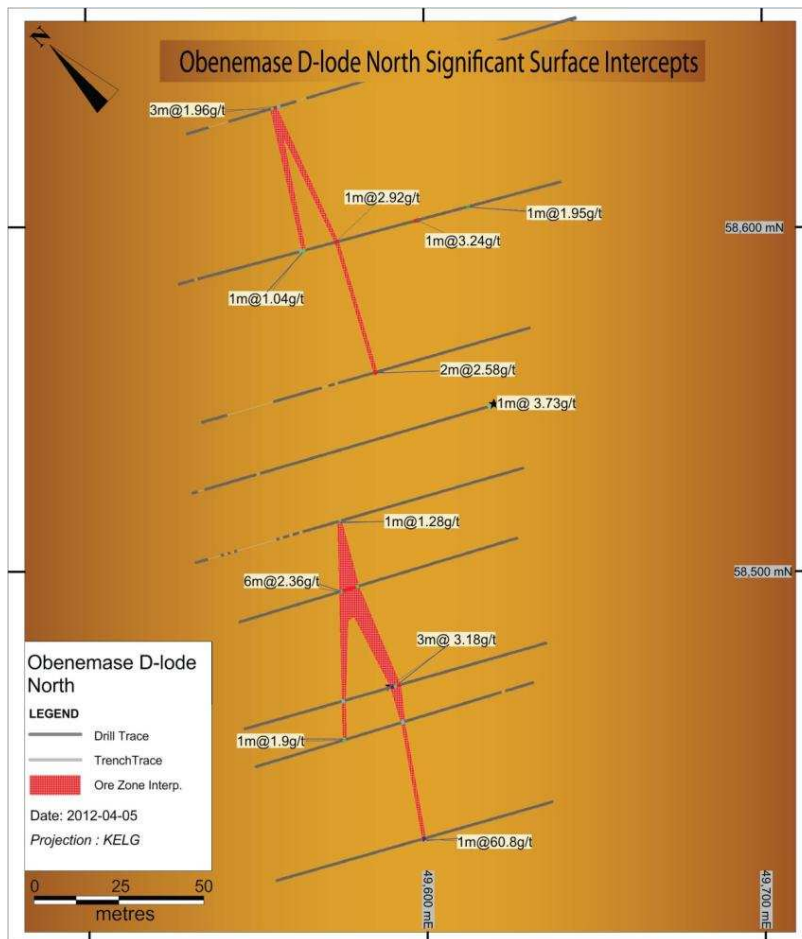 N
Obenemase D-lode North Significant Surface Intercepts
3m@1.96g/t
1m@2.92g/t
1m@1.95g/t
58,600 mN
1m@3.24g/t
1m@1.04g/t
2m@2.58g/t
1m@ 3.73g/t
1m@1.28g/t
58,500 mN
6m@2.36g/t
3m@ 3.18g/t
1m@1.9g/t
1m@60.8g/t
Obenemase D-lode
North
LEGEND
Drill Trace
TrenchTrace
Ore Zone Interp.
Date: 2012-04-05
Projection : KELG
0 25 50
metres
49,600 mE
49,700 mE